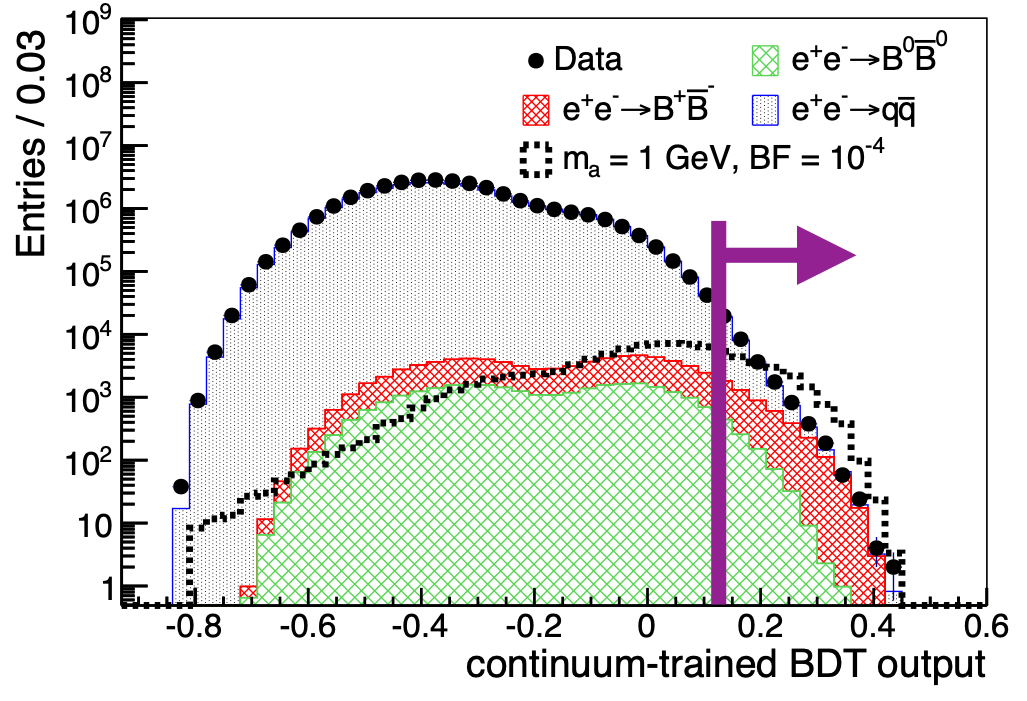 Entries / 0.03
10⁹
10⁸
10⁷
10⁶
10⁵
10⁴
10³
10²
10
1
Data
e⁺e⁻→B⁰B̅⁰
e⁺e⁻→B⁺B̅⁻
e⁺e⁻→qq̅
mₐ = 1 GeV, BF = 10⁻⁴
-0.8 -0.6 -0.4 -0.2 0 0.2 0.4 0.6
continuum-trained BDT output